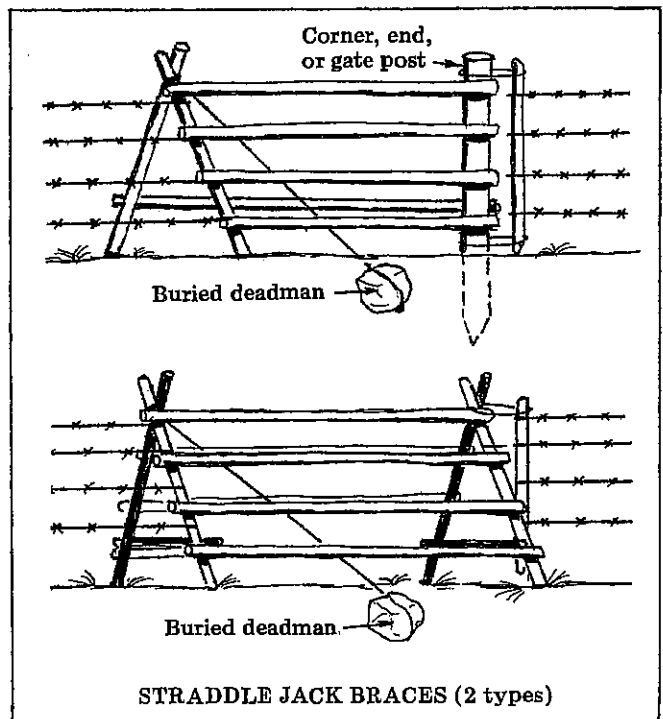 Corner, end,
or gate post
Buried deadman
Buried deadman
STRADDLE JACK BRACES (2 types)